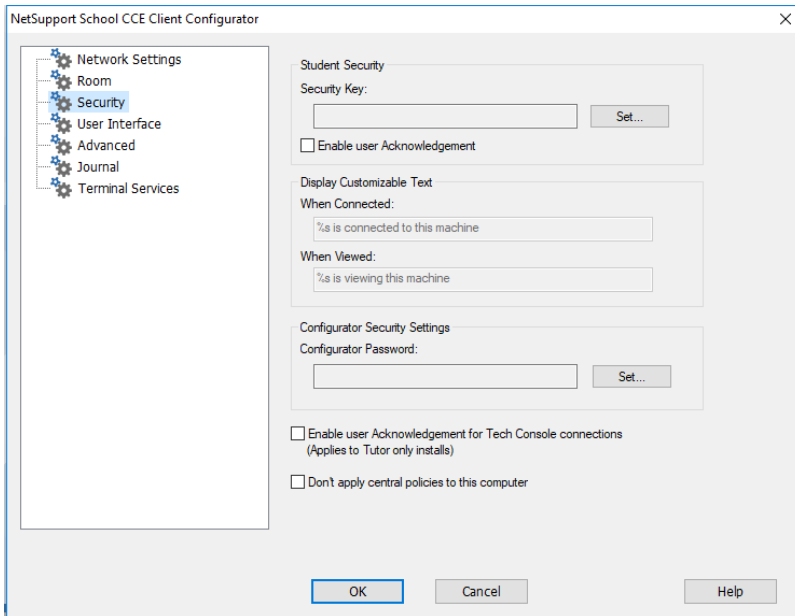 NetSupport School CCE Client Configurator
Network Settings
Room
Security
User Interface
Advanced
Journal
Terminal Services
Student Security
Security Key:
Set...
Enable user Acknowledgement
Display Customizable Text
When Connected:
%s is connected to this machine
When Viewed:
%s is viewing this machine
Configurator Security Settings
Configurator Password:
Set...
Enable user Acknowledgement for Tech Console connections
(Applies to Tutor only installs)
Don't apply central policies to this computer
OK Cancel Help